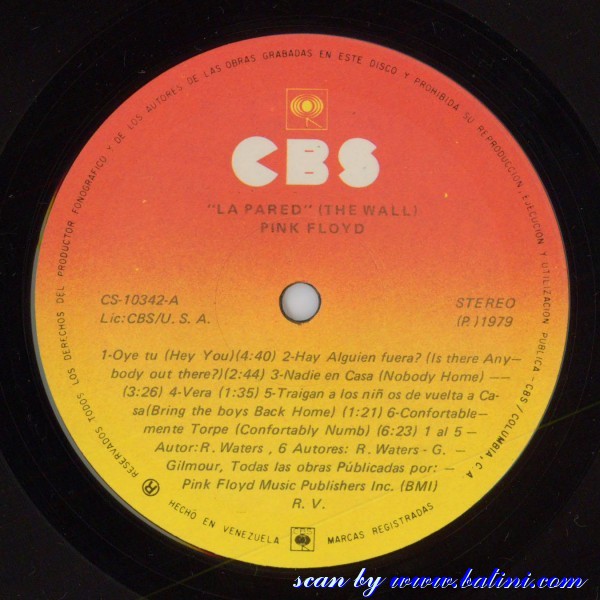 RESERVADOS TODOS LOS DERECHOS DEL PRODUCTOR FONOGRAFICO Y DE LOS AUTORES DE LAS OBRAS GRABADAS EN ESTE DISCO Y PROHIBIDA SU REPRODUCCION, EJECUCION Y UTILIZACION PUBLICA - CBS / COLUMBIA, C A
CBS
"LA PARED" (THE WALL)
PINK FLOYD
CS-10342-A
Lic:CBS/U.S.A.
STEREO
(P.)1979
1-Oye tu (Hey You)(4:40) 2-Hay Alguien fuera? (Is there Any-
body out there?)(2:44) 3-Nadie en Casa (Nobody Home) --
(3:26) 4-Vera (1:35) 5-Traigan a los niñ os de vuelta a Ca-
sa(Bring the boys Back Home) (1:21) 6-Confortable-
mente Torpe (Confortably Numb) (6:23) 1 al 5 -
Autor: R. Waters , 6 Autores: R. Waters - G.
Gilmour, Todas las obras Públicadas por: -
Pink Floyd Music Publishers Inc. (BMI)
R. V.
R
HECHO EN VENEZUELA
CBS
MARCAS REGISTRADAS
scan by www.batini.com